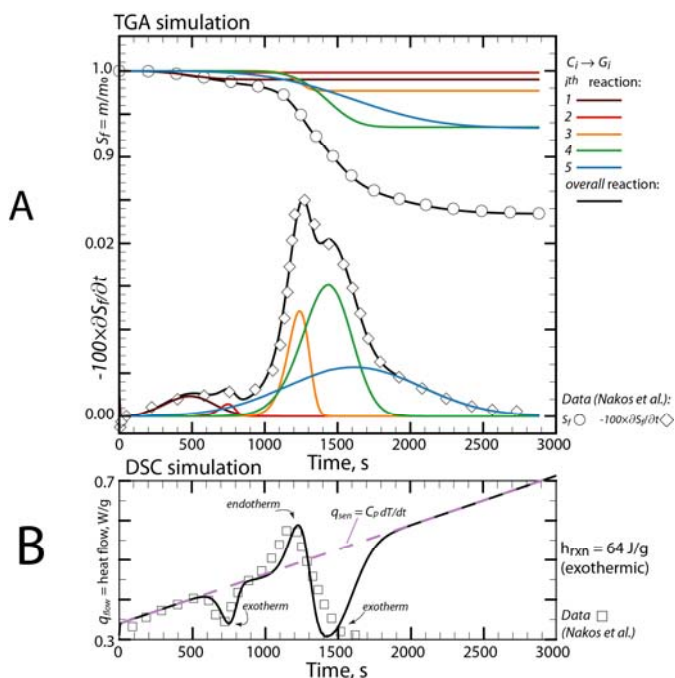 TGA simulation
A
1.0
0.9
0.02
0.00
Sf = m/m₀
-100×∂Sf/∂t
0 500 1000 1500 2000 2500 3000
Time, s
Ci → Gi
ith reaction:
1
2
3
4
5
overall reaction:
Data (Nakos et al.):
Sf ○ -100×∂Sf/∂t ◇
DSC simulation
B
0.7
0.3
qflow = heat flow, W/g
endotherm
qsen = CP dT/dt
exotherm
exotherm
0 500 1000 1500 2000 2500 3000
Time, s
hrxn = 64 J/g
(exothermic)
Data □
(Nakos et al.)